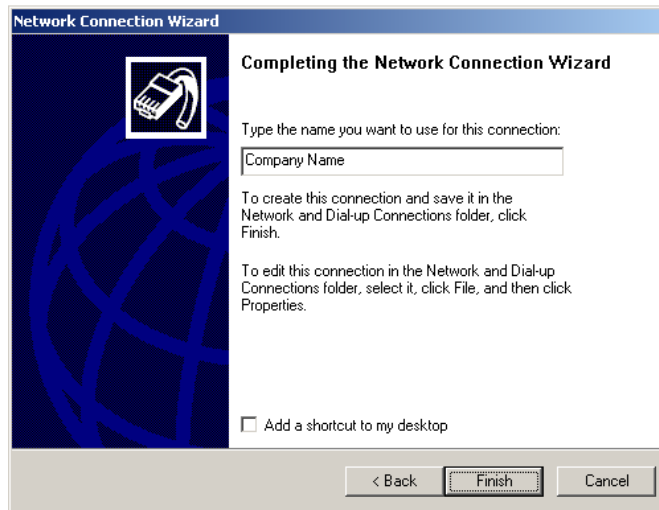 Network Connection Wizard
Completing the Network Connection Wizard
Type the name you want to use for this connection:
Company Name
To create this connection and save it in the
Network and Dial-up Connections folder, click
Finish.
To edit this connection in the Network and Dial-up
Connections folder, select it, click File, and then click
Properties.
Add a shortcut to my desktop
< Back
Finish
Cancel